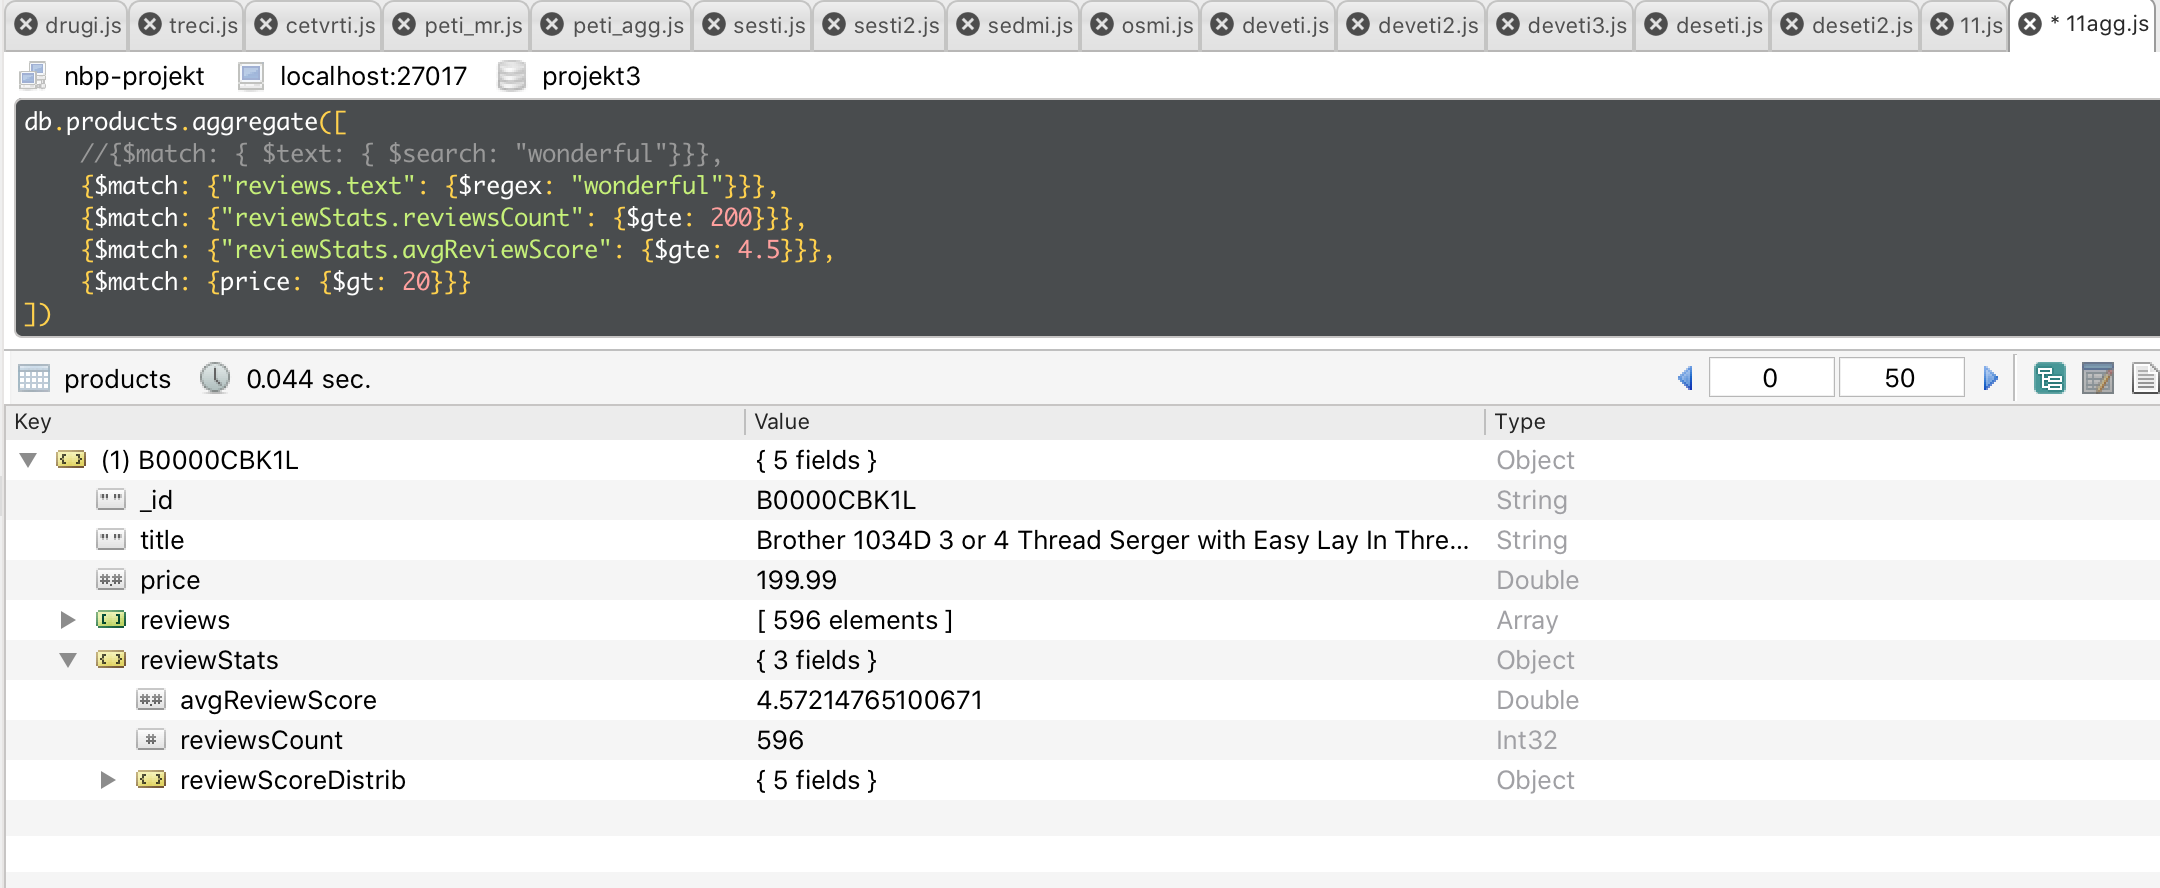 drugi.js treci.js cetvrti.js peti_mr.js peti_agg.js sesti.js sesti2.js sedmi.js osmi.js deveti.js deveti2.js deveti3.js deseti.js deseti2.js 11.js * 11agg.js
nbp-projekt localhost:27017 projekt3
db.products.aggregate([
    //{$match: { $text: { $search: "wonderful"}}},
    {$match: {"reviews.text": {$regex: "wonderful"}}},
    {$match: {"reviewStats.reviewsCount": {$gte: 200}}},
    {$match: {"reviewStats.avgReviewScore": {$gte: 4.5}}},
    {$match: {price: {$gt: 20}}}
])
products 0.044 sec. 0 50
Key Value Type
(1) B0000CBK1L { 5 fields } Object
_id B0000CBK1L String
title Brother 1034D 3 or 4 Thread Serger with Easy Lay In Thre... String
price 199.99 Double
reviews [ 596 elements ] Array
reviewStats { 3 fields } Object
avgReviewScore 4.57214765100671 Double
reviewsCount 596 Int32
reviewScoreDistrib { 5 fields } Object